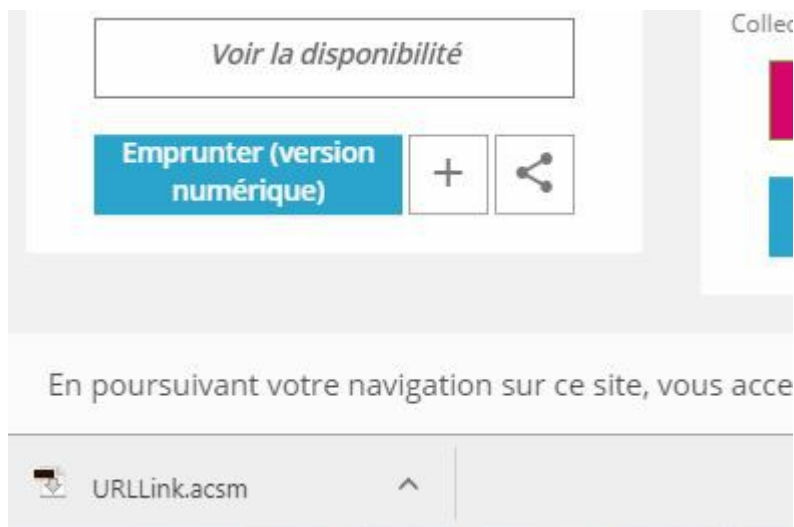 Collec
Voir la disponibilité
Emprunter (version
numérique)
En poursuivant votre navigation sur ce site, vous acce
URLLink.acsm